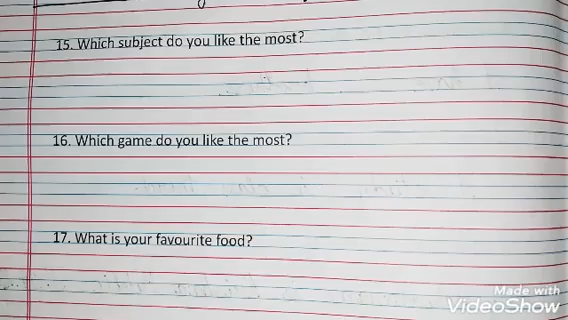 15. Which subject do you like the most?
16. Which game do you like the most?
17. What is your favourite food?
Made with
VideoShow